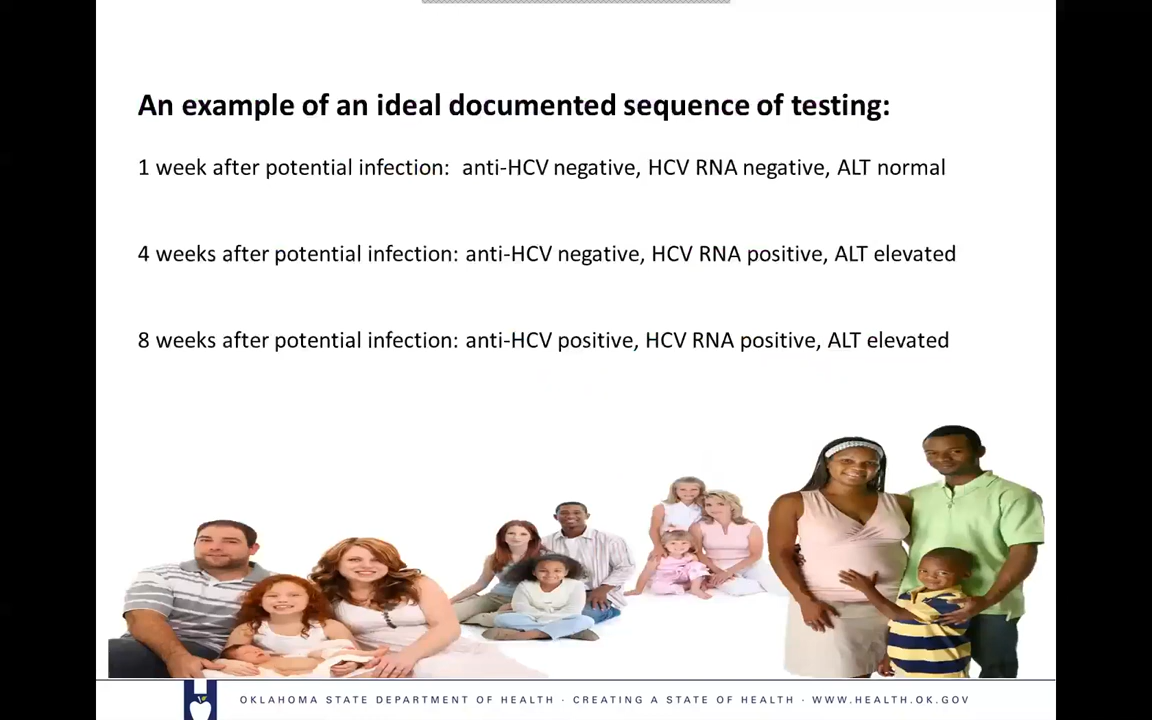 An example of an ideal documented sequence of testing:
1 week after potential infection:  anti-HCV negative, HCV RNA negative, ALT normal
4 weeks after potential infection: anti-HCV negative, HCV RNA positive, ALT elevated
8 weeks after potential infection: anti-HCV positive, HCV RNA positive, ALT elevated
OKLAHOMA STATE DEPARTMENT OF HEALTH · CREATING A STATE OF HEALTH · WWW.HEALTH.OK.GOV